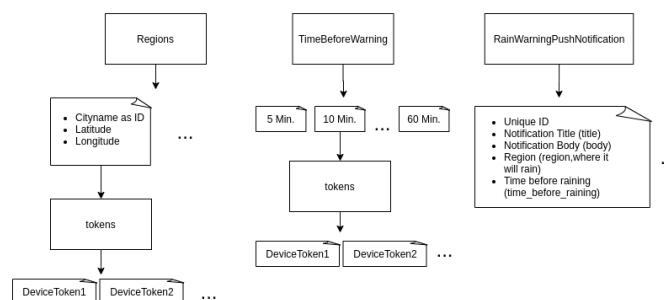 Regions
TimeBeforeWarning
RainWarningPushNotification
Cityname as ID
Latitude
Longitude
...
5 Min.
10 Min.
...
60 Min.
Unique ID
Notification Title (title)
Notification Body (body)
Region (region,where it
will rain)
Time before raining
(time_before_raining)
tokens
tokens
DeviceToken1
DeviceToken2
...
DeviceToken1
DeviceToken2
...